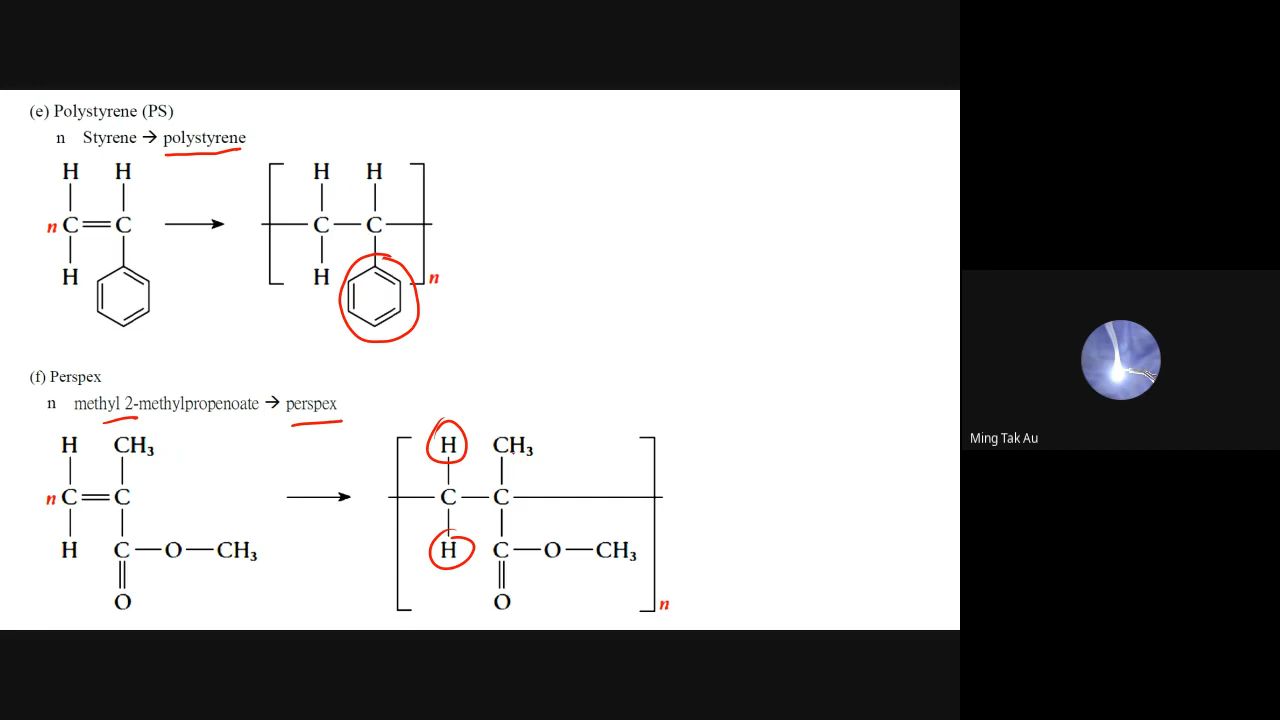 (e) Polystyrene (PS)
n Styrene → polystyrene
H H H H
n C C C C
H H n
(f) Perspex
n methyl 2-methylpropenoate → perspex
H CH₃ H CH₃
n C C C C
H C O CH₃ H C O CH₃
O O n
Ming Tak Au